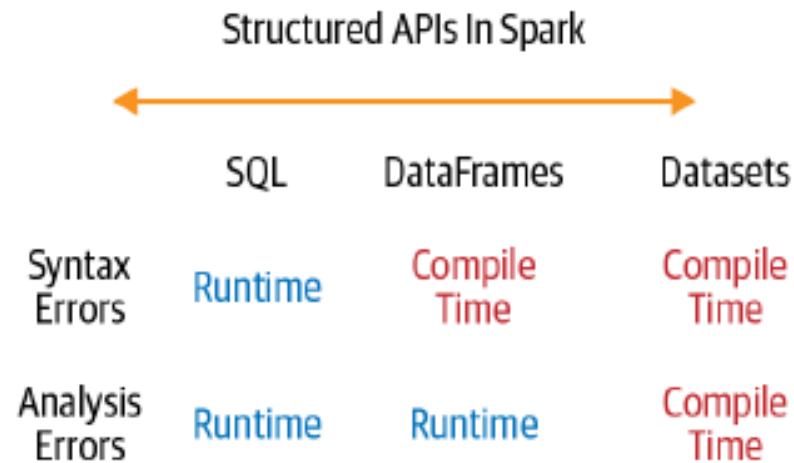 Structured APIs In Spark
SQL DataFrames Datasets
Syntax Errors Runtime Compile Time Compile Time
Analysis Errors Runtime Runtime Compile Time